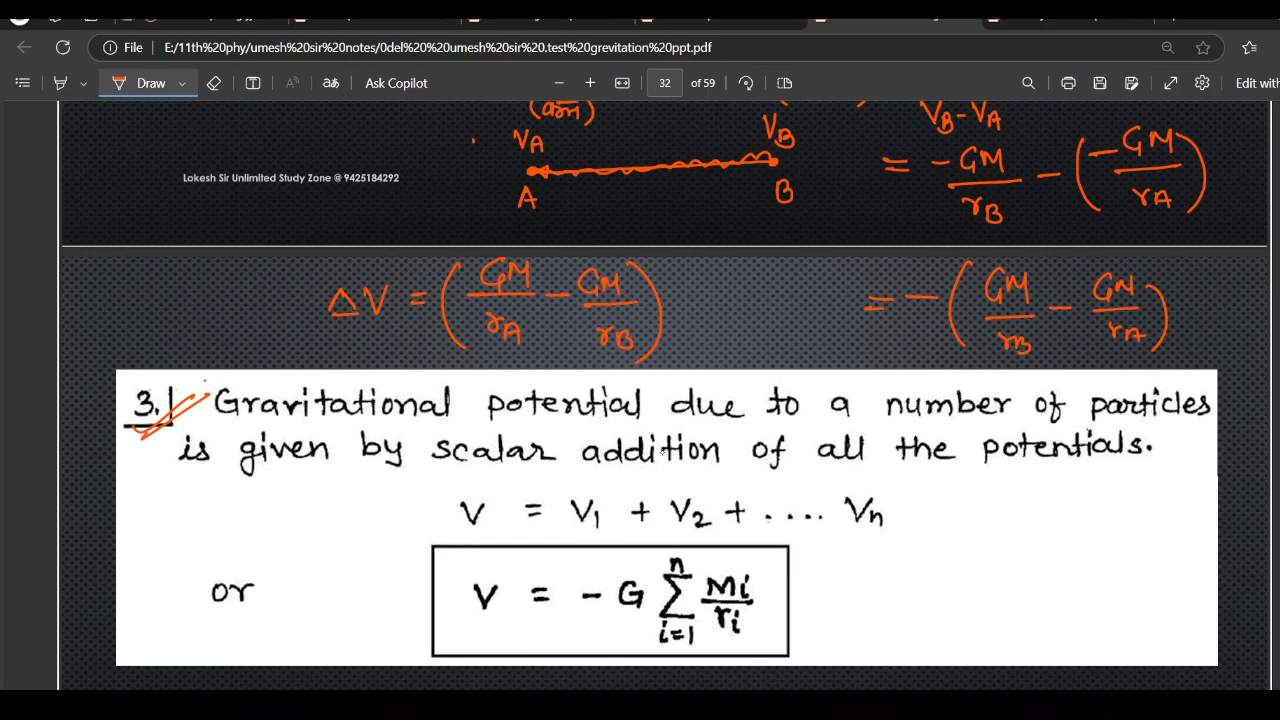 File
E:/11th%20phy/umesh%20sir%20notes/0del%20%20umesh%20sir%20.test%20grevitation%20ppt.pdf
Draw
Ask Copilot
32 of 59
Edit with
VA
VB
VB - VA
A
B
= -GM/rB - (-GM/rA)
Lokesh Sir Unlimited Study Zone @ 9425184292
ΔV = (GM/rA - GM/rB)
= - (GM/rB - GM/rA)
3. Gravitational potential due to a number of particles
is given by scalar addition of all the potentials.
V = V1 + V2 + .... Vn
or
V = - G ∑ i=1 n Mi/ri